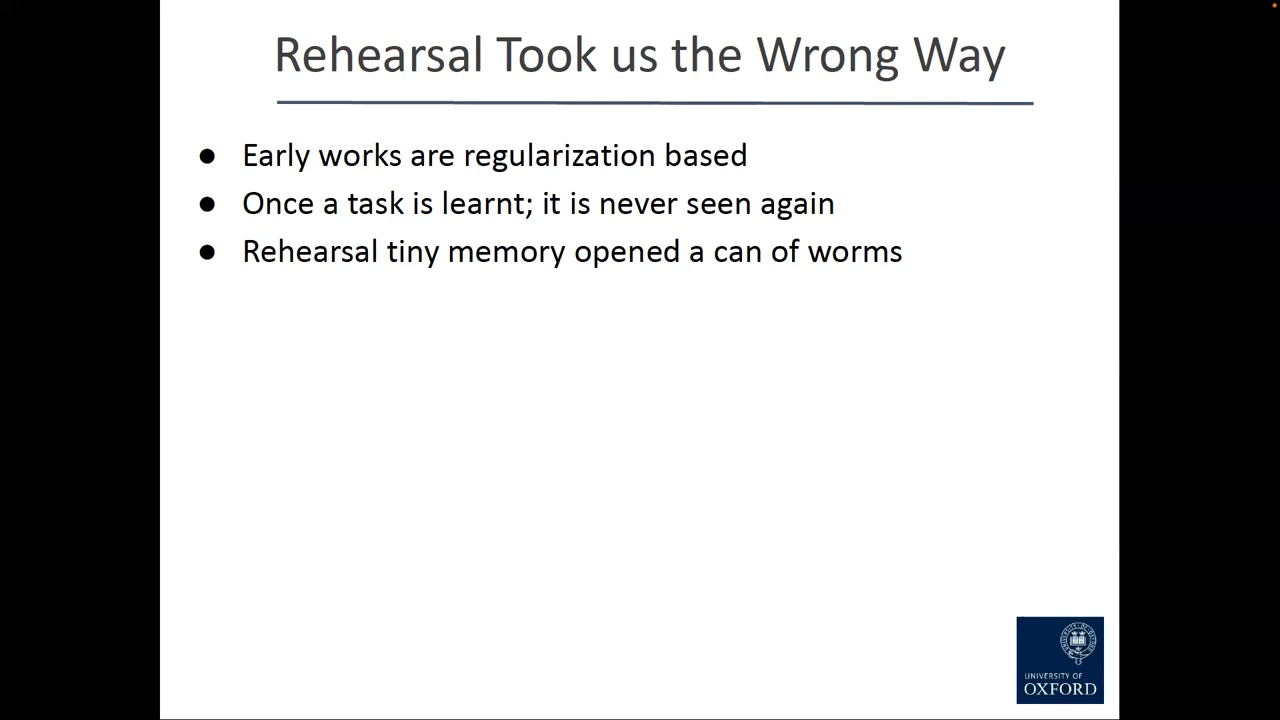 Rehearsal Took us the Wrong Way
● Early works are regularization based
● Once a task is learnt; it is never seen again
● Rehearsal tiny memory opened a can of worms
UNIVERSITY OF
OXFORD